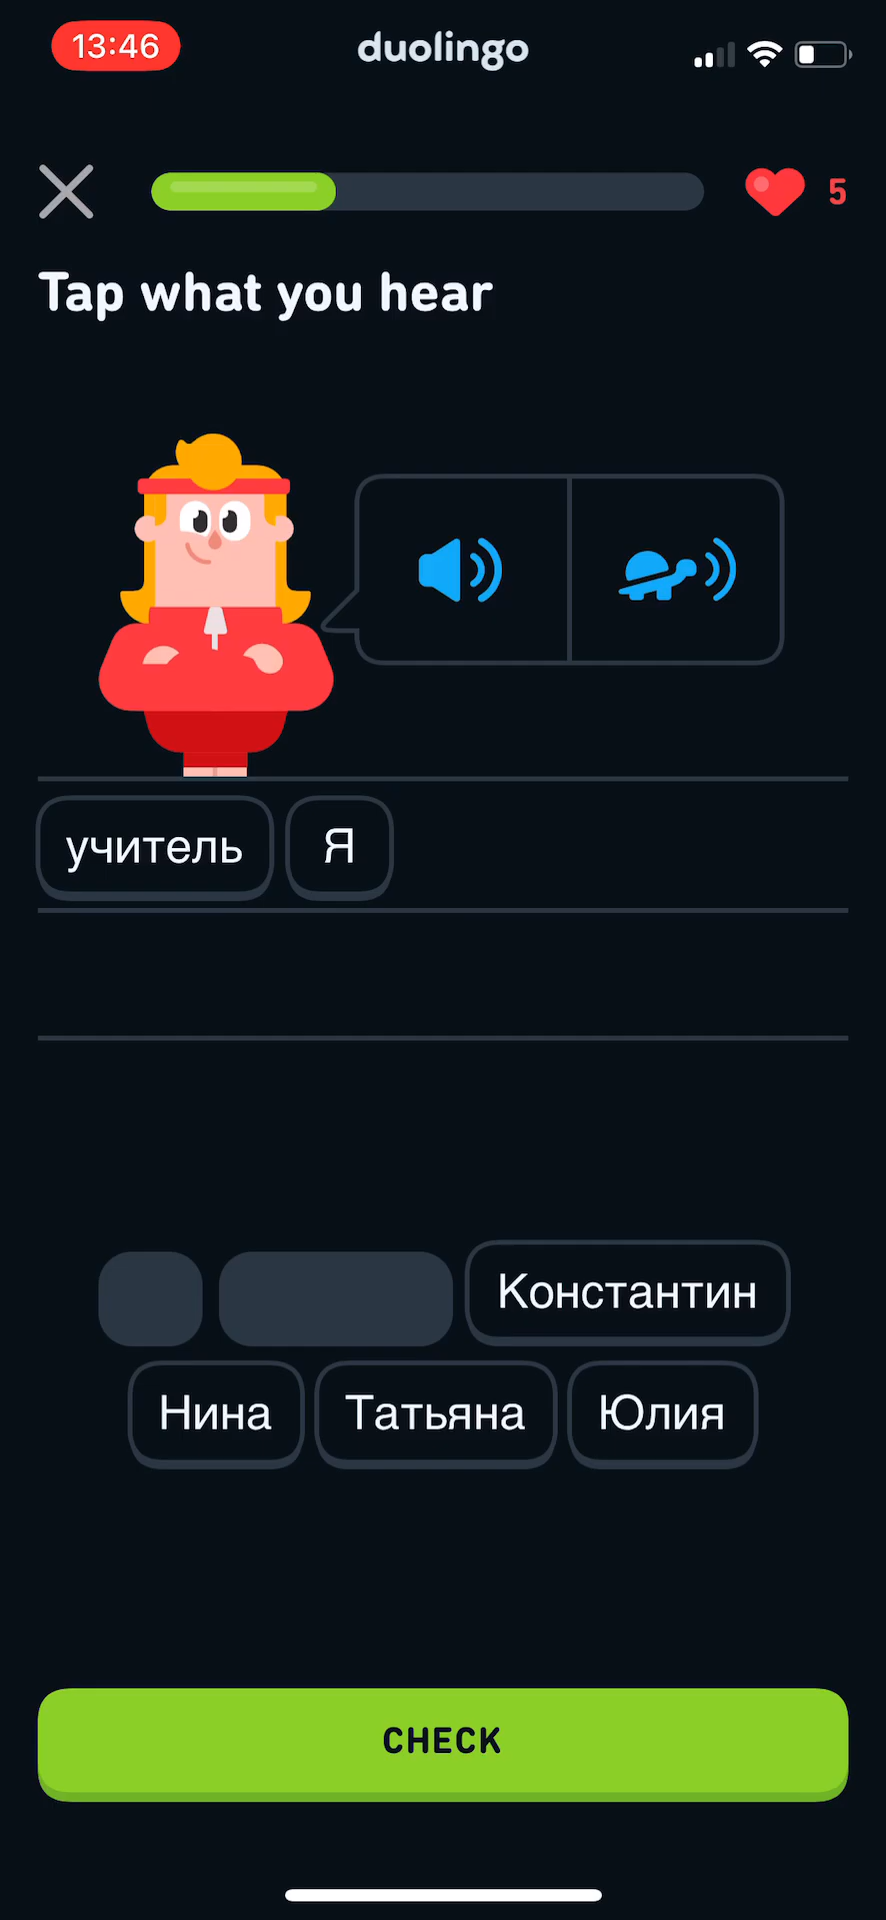 13:46
duolingo
5
Tap what you hear
учитель Я
Константин
Нина Татьяна Юлия
CHECK